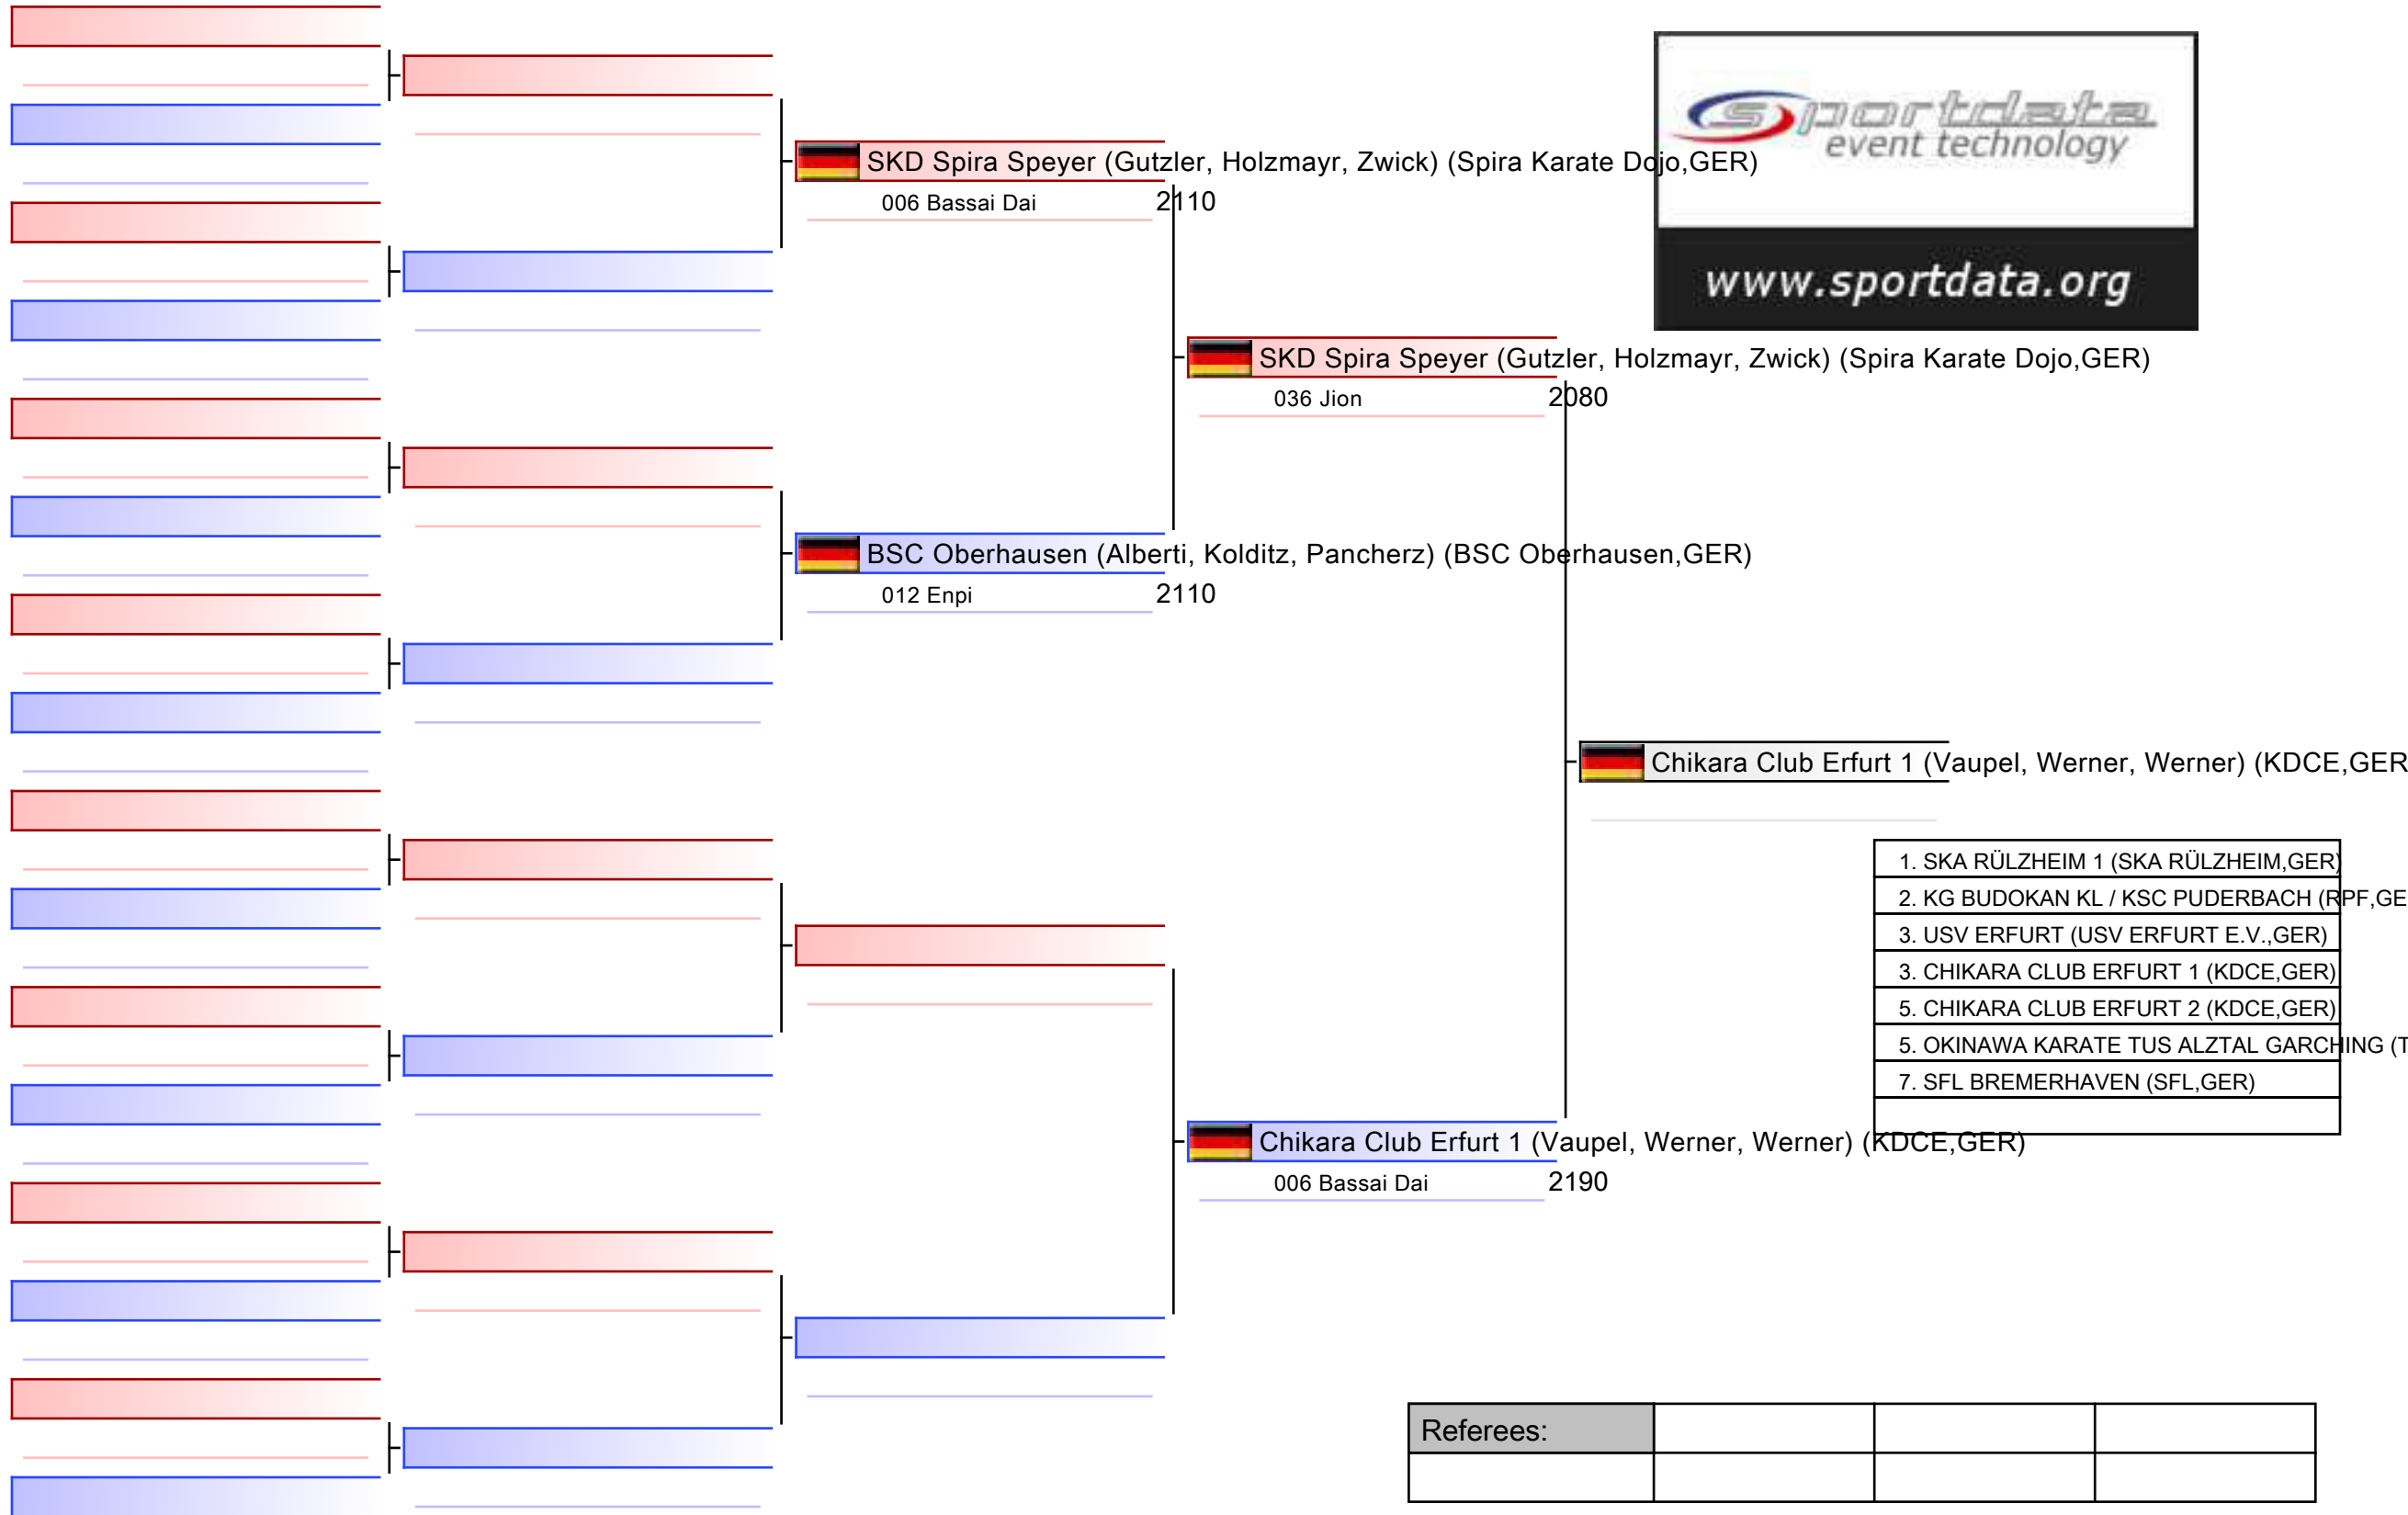 sportdata
event technology
www.sportdata.org
SKD Spira Speyer (Gutzler, Holzmayr, Zwick) (Spira Karate Dojo,GER)
006 Bassai Dai 2110
SKD Spira Speyer (Gutzler, Holzmayr, Zwick) (Spira Karate Dojo,GER)
036 Jion 2080
BSC Oberhausen (Alberti, Kolditz, Pancherz) (BSC Oberhausen,GER)
012 Enpi 2110
Chikara Club Erfurt 1 (Vaupel, Werner, Werner) (KDCE,GER
1. SKA RÜLZHEIM 1 (SKA RÜLZHEIM,GER)
2. KG BUDOKAN KL / KSC PUDERBACH (RPF,GE
3. USV ERFURT (USV ERFURT E.V.,GER)
3. CHIKARA CLUB ERFURT 1 (KDCE,GER)
5. CHIKARA CLUB ERFURT 2 (KDCE,GER)
5. OKINAWA KARATE TUS ALZTAL GARCHING (T
7. SFL BREMERHAVEN (SFL,GER)
Chikara Club Erfurt 1 (Vaupel, Werner, Werner) (KDCE,GER)
006 Bassai Dai 2190
Referees: